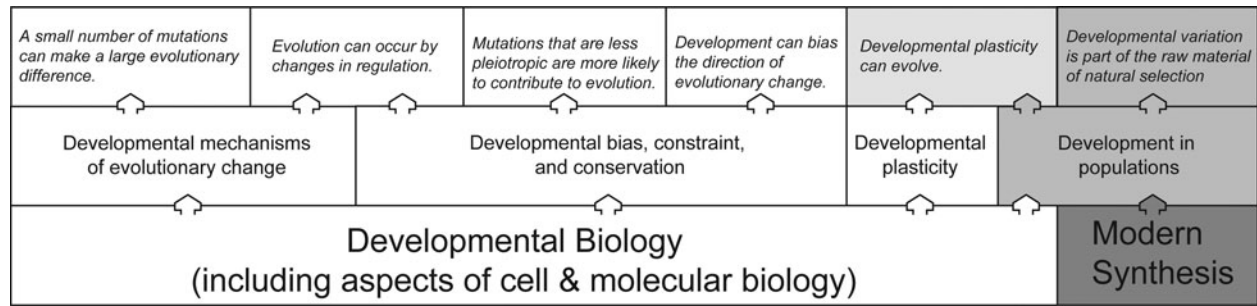 A small number of mutations
can make a large evolutionary
difference.
Evolution can occur by
changes in regulation.
Mutations that are less
pleiotropic are more likely
to contribute to evolution.
Development can bias
the direction of
evolutionary change.
Developmental plasticity
can evolve.
Developmental variation
is part of the raw material
of natural selection
Developmental mechanisms
of evolutionary change
Developmental bias, constraint,
and conservation
Developmental
plasticity
Development in
populations
Developmental Biology
(including aspects of cell & molecular biology)
Modern
Synthesis